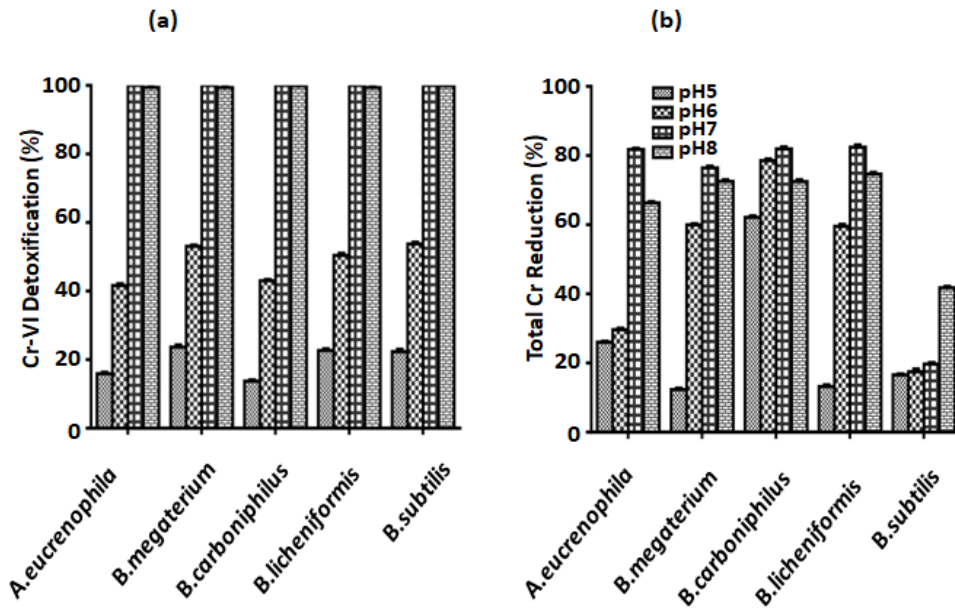 (a)
(b)
Cr-VI Detoxification (%)
100
80
60
40
20
0
A.eucrenophila
B.megaterium
B.carboniphilus
B.licheniformis
B.subtilis
Total Cr Reduction (%)
100
80
60
40
20
0
pH5
pH6
pH7
pH8
A.eucrenophila
B.megaterium
B.carboniphilus
B.licheniformis
B.subtilis